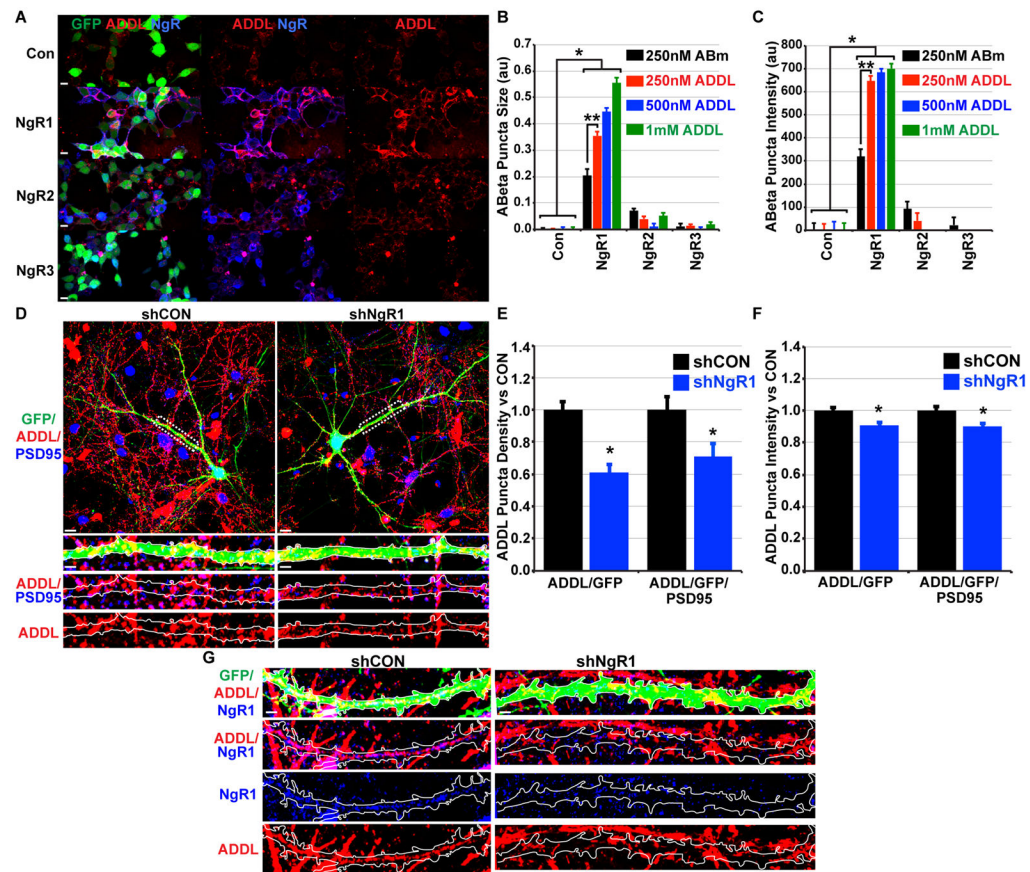 A
GFP ADDL NgR
ADDL NgR
ADDL
Con
NgR1
NgR2
NgR3
B
ABeta Puncta Size (au)
0.7
0.6
0.5
0.4
0.3
0.2
0.1
0.0
*
**
250nM ABm
250nM ADDL
500nM ADDL
1mM ADDL
Con
NgR1
NgR2
NgR3
C
ABeta Puncta Intensity (au)
800
700
600
500
400
300
200
100
00
*
**
250nM ABm
250nM ADDL
500nM ADDL
1mM ADDL
Con
NgR1
NgR2
NgR3
D
shCON
shNgR1
GFP/
ADDL/
PSD95
ADDL/
PSD95
ADDL
E
ADDL Puncta Density vs CON
1.4
1.2
1.0
0.8
0.6
0.4
0.2
0.0
shCON
shNgR1
*
*
ADDL/GFP
ADDL/GFP/
PSD95
F
ADDL Puncta Intensity vs CON
1.4
1.2
1.0
0.8
0.6
0.4
0.2
0.0
shCON
shNgR1
*
*
ADDL/GFP
ADDL/GFP/
PSD95
G
shCON
shNgR1
GFP/
ADDL/
NgR1
ADDL/
NgR1
NgR1
ADDL